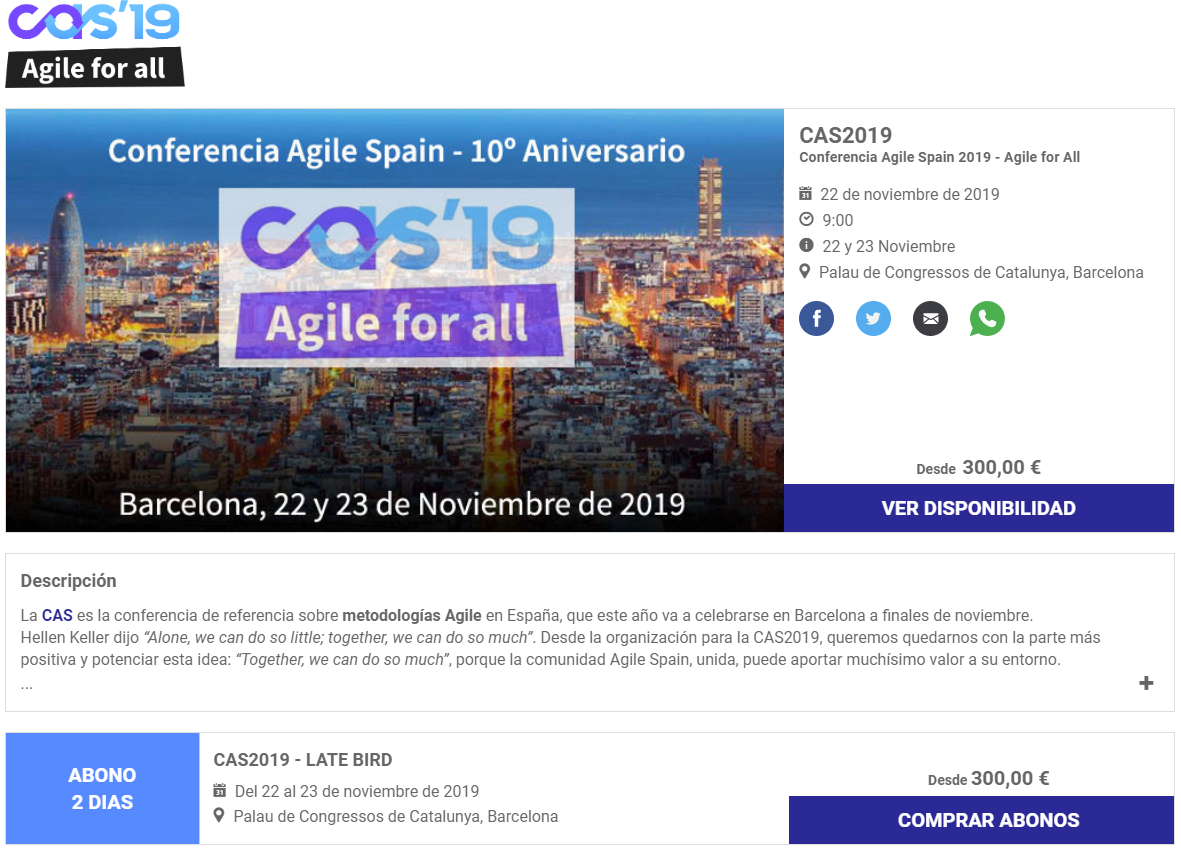 cas'19
Agile for all
Conferencia Agile Spain - 10º Aniversario
cas'19
Agile for all
Barcelona, 22 y 23 de Noviembre de 2019
CAS2019
Conferencia Agile Spain 2019 - Agile for All
22 de noviembre de 2019
9:00
22 y 23 Noviembre
Palau de Congressos de Catalunya, Barcelona
Desde 300,00 €
VER DISPONIBILIDAD
Descripción
La CAS es la conferencia de referencia sobre metodologías Agile en España, que este año va a celebrarse en Barcelona a finales de noviembre.
Hellen Keller dijo “Alone, we can do so little; together, we can do so much”. Desde la organización para la CAS2019, queremos quedarnos con la parte más
positiva y potenciar esta idea: “Together, we can do so much”, porque la comunidad Agile Spain, unida, puede aportar muchísimo valor a su entorno.
...
ABONO
2 DIAS
CAS2019 - LATE BIRD
Del 22 al 23 de noviembre de 2019
Palau de Congressos de Catalunya, Barcelona
Desde 300,00 €
COMPRAR ABONOS